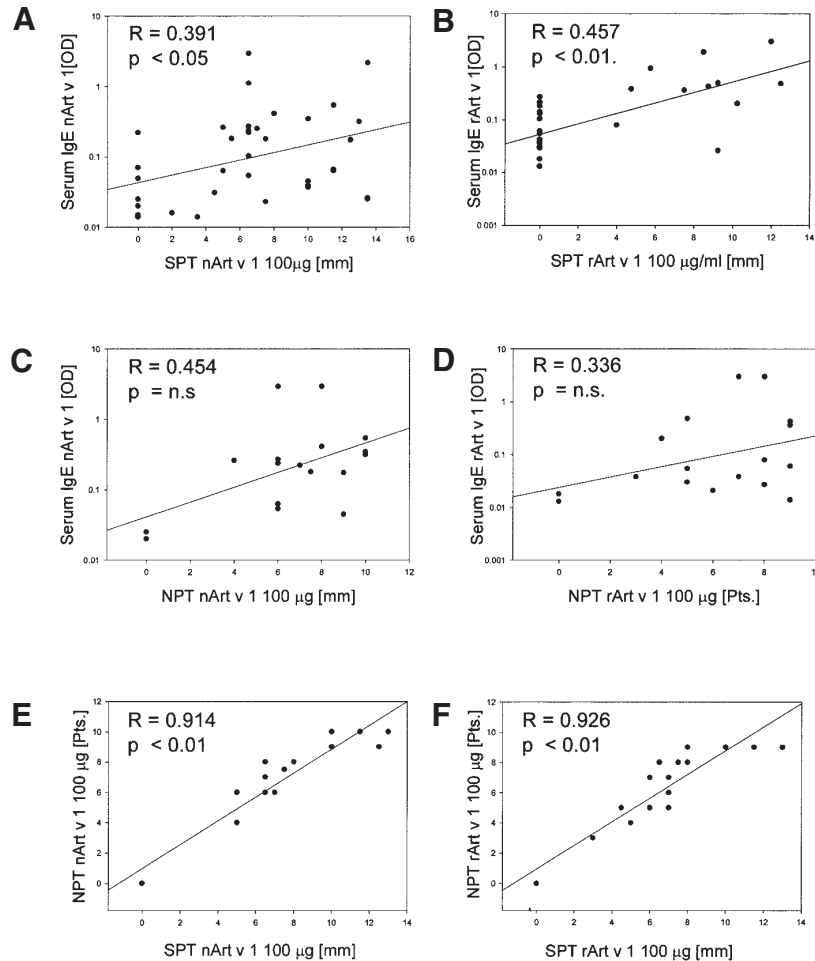 A
R = 0.391
p < 0.05
Serum IgE nArt v 1[OD]
10
1
0.1
0.01
0 2 4 6 8 10 12 14 16
SPT nArt v 1 100µg [mm]
B
R = 0.457
p < 0.01.
Serum IgE rArt v 1[OD]
10
1
0.1
0.01
0.001
0 2 4 6 8 10 12 14
SPT rArt v 1 100 µg/ml [mm]
C
R = 0.454
p = n.s
Serum IgE nArt v 1 [OD]
10
1
0.1
0.01
0 2 4 6 8 10 12
NPT nArt v 1 100 µg [mm]
D
R = 0.336
p = n.s.
Serum IgE rArt v 1 [OD]
10
1
0.1
0.01
0.001
0 2 4 6 8 1
NPT rArt v 1 100 µg [Pts.]
E
R = 0.914
p < 0.01
NPT nArt v 1 100 µg [Pts.]
12
10
8
6
4
2
0
0 2 4 6 8 10 12 14
SPT nArt v 1 100 µg [mm]
F
R = 0.926
p < 0.01
NPT rArt v 1 100 µg [Pts.]
12
10
8
6
4
2
0
0 2 4 6 8 10 12 14
SPT rArt v 1 100 µg [mm]